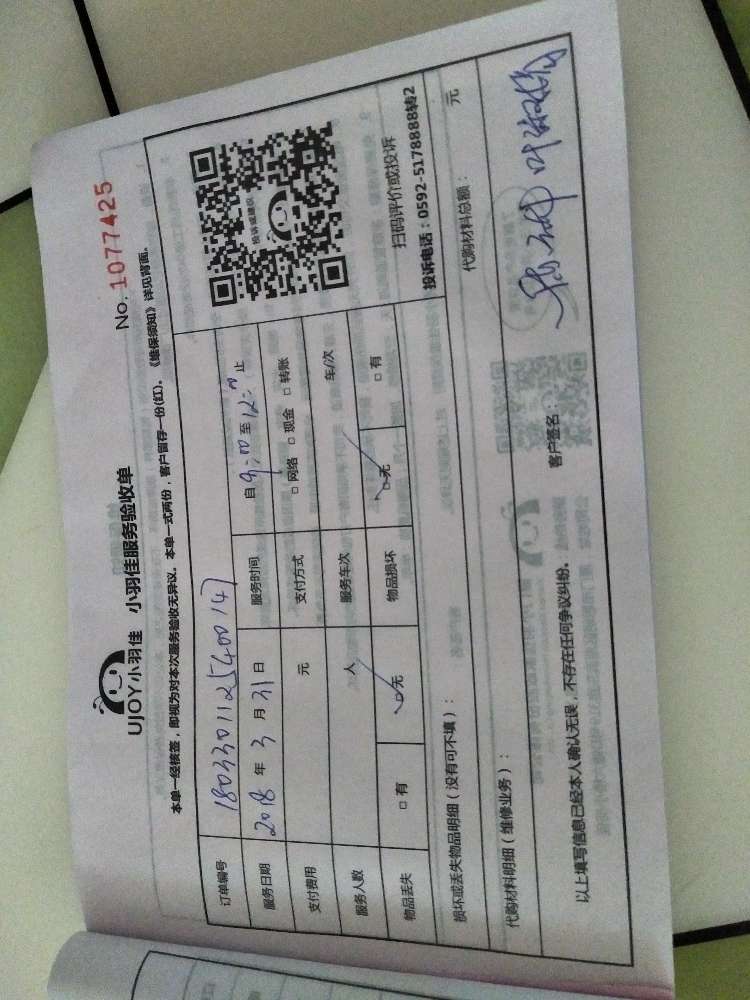 UJOY小羽佳 小羽佳服务验收单
No. 1077425
本单一经核签，即视为对本次服务验收无异议。本单一式两份，客户留存一份(红)。《维保须知》详见背面。
订单编号 180330112540014
服务日期 2018 年 3 月 31 日 服务时间 自 9:00 至 12:00 止
支付费用 元 支付方式 □网络 □现金 □转账
服务人数 人 服务车次 车/次
物品丢失 □有 □无 物品损坏 □无 □有
投诉或建议
扫码评价或投诉
投诉电话：0592-5178888转2
损坏或丢失物品明细（没有可不填）：
代购材料明细（维修业务）： 代购材料总额： 元
以上填写信息已经本人确认无误，不存在任何争议纠纷。 客户签名：